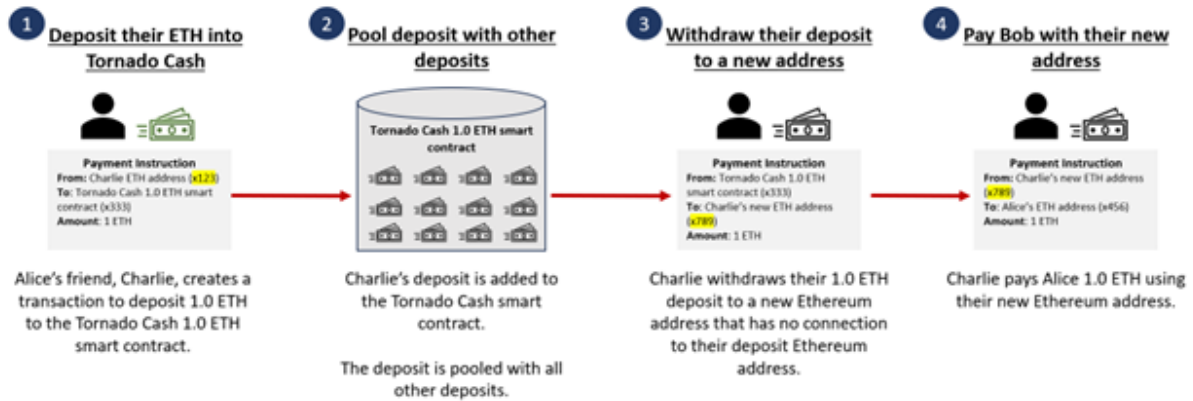 1
Deposit their ETH into
Tornado Cash
Payment Instruction
From: Charlie ETH address (x123)
To: Tornado Cash 1.0 ETH smart
contract (x333)
Amount: 1 ETH
Alice's friend, Charlie, creates a
transaction to deposit 1.0 ETH
to the Tornado Cash 1.0 ETH
smart contract.
2
Pool deposit with other
deposits
Tornado Cash 1.0 ETH smart
contract
Charlie's deposit is added to
the Tornado Cash smart
contract.
The deposit is pooled with all
other deposits.
3
Withdraw their deposit
to a new address
Payment Instruction
From: Tornado Cash 1.0 ETH
smart contract (x333)
To: Charlie's new ETH address
(x789)
Amount: 1 ETH
Charlie withdraws their 1.0 ETH
deposit to a new Ethereum
address that has no connection
to their deposit Ethereum
address.
4
Pay Bob with their new
address
Payment Instruction
From: Charlie's new ETH address
(x789)
To: Alice's ETH address (x456)
Amount: 1 ETH
Charlie pays Alice 1.0 ETH using
their new Ethereum address.